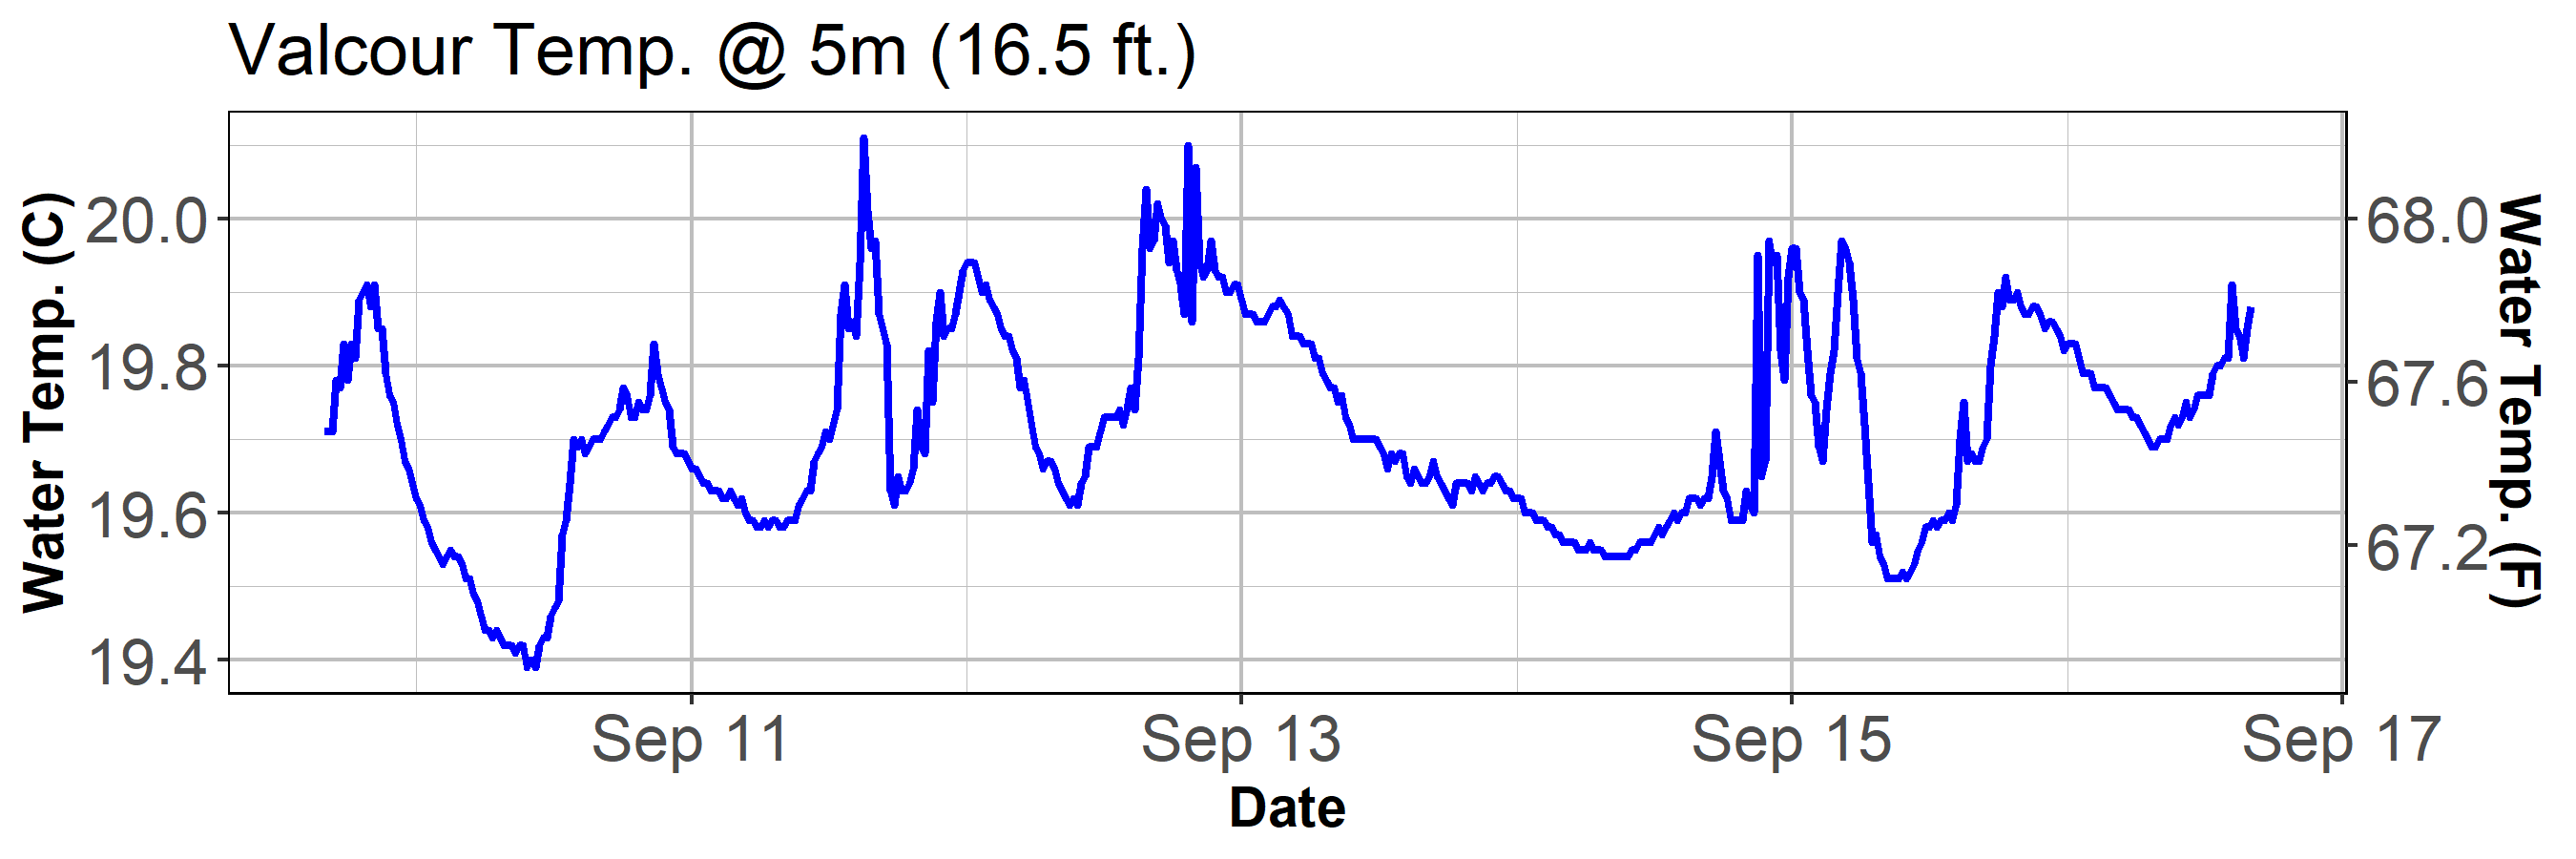 Valcour Temp. @ 5m (16.5 ft.)
Water Temp. (C)
20.0
19.8
19.6
19.4
68.0
67.6
67.2
Water Temp. (F)
Sep 11
Sep 13
Sep 15
Sep 17
Date